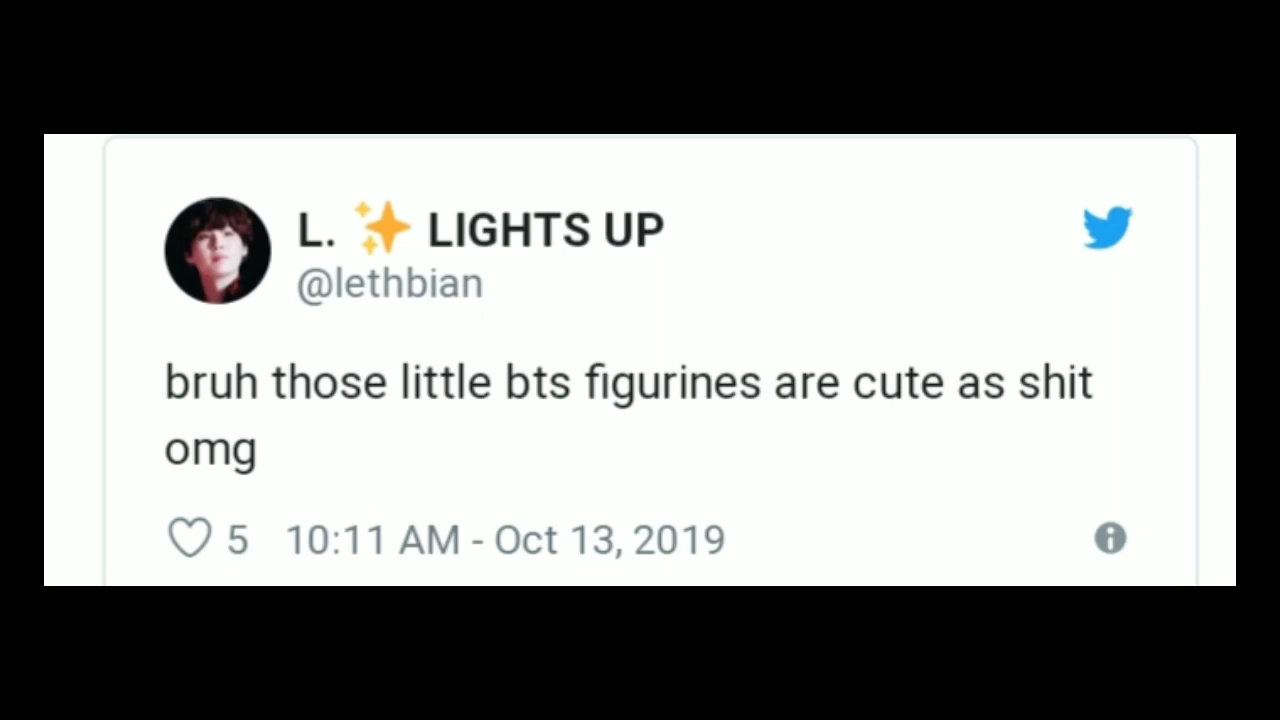 L. ✨ LIGHTS UP
@lethbian
bruh those little bts figurines are cute as shit
omg
5 10:11 AM - Oct 13, 2019